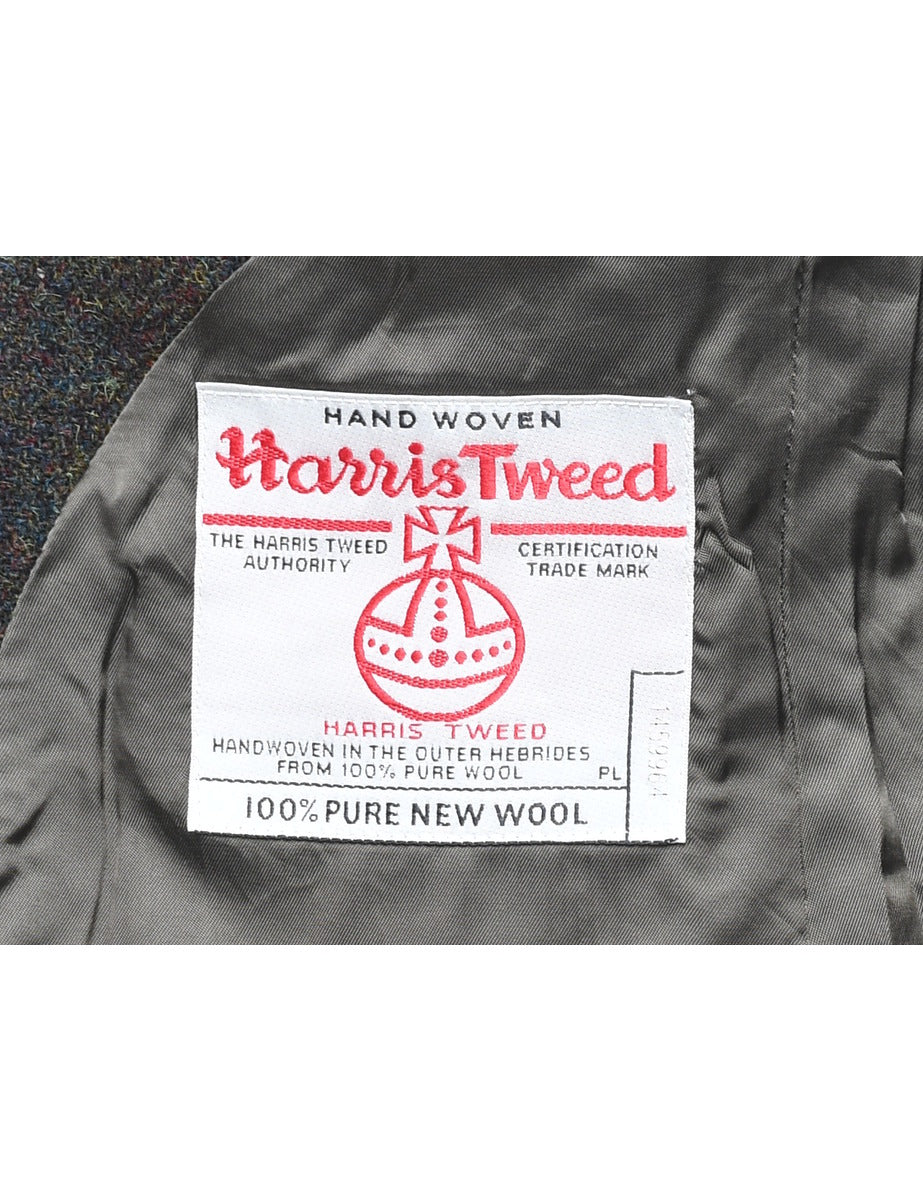 HAND WOVEN
Harris Tweed
THE HARRIS TWEED
AUTHORITY
CERTIFICATION
TRADE MARK
HARRIS TWEED
HANDWOVEN IN THE OUTER HEBRIDES
FROM 100% PURE WOOL
PL
100% PURE NEW WOOL